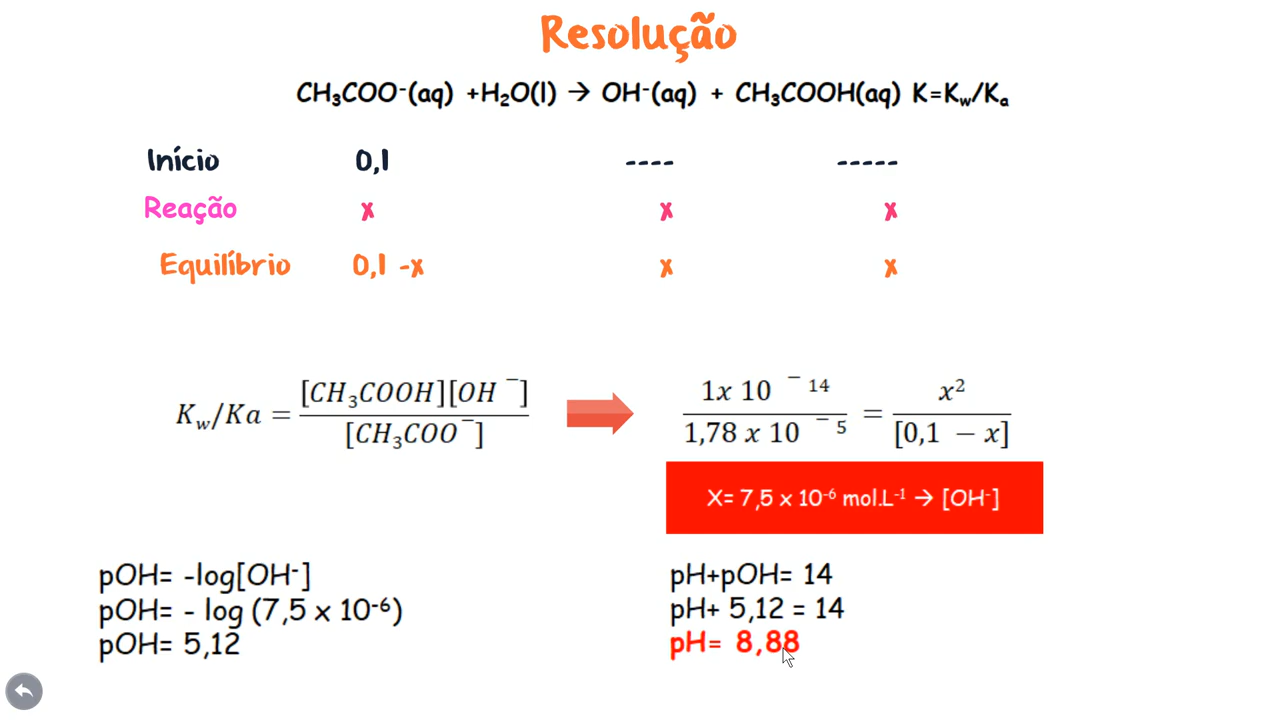 Resolução
CH₃COO⁻(aq) +H₂O(l) → OH⁻(aq) + CH₃COOH(aq) K=Kw/Ka
Início 0,1 ---- -----
Reação x x x
Equilíbrio 0,1 -x x x
Kw/Ka = [CH₃COOH][OH⁻] / [CH₃COO⁻]
1x 10⁻¹⁴ / 1,78 x 10⁻⁵ = x² / [0,1 − x]
X= 7,5 x 10⁻⁶ mol.L⁻¹ → [OH⁻]
pOH= -log[OH⁻]
pOH= - log (7,5 x 10⁻⁶)
pOH= 5,12
pH+pOH= 14
pH+ 5,12 = 14
pH= 8,88